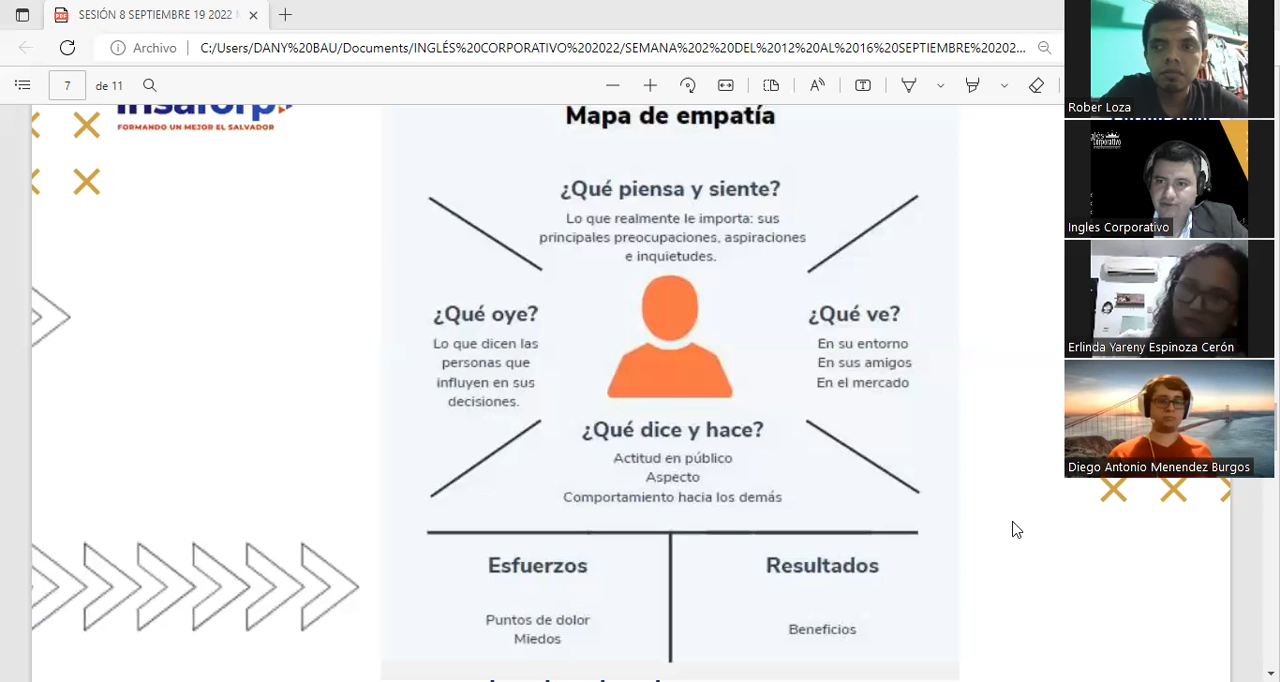 SESIÓN 8 SEPTIEMBRE 19 2022
Archivo
C:/Users/DANY%20BAU/Documents/INGLÉS%20CORPORATIVO%202022/SEMANA%202%20DEL%2012%20AL%2016%20SEPTIEMBRE%20202...
7 de 11
insaforp
FORMANDO UN MEJOR EL SALVADOR
Mapa de empatía
¿Qué piensa y siente?
Lo que realmente le importa: sus
principales preocupaciones, aspiraciones
e inquietudes.
¿Qué oye?
Lo que dicen las
personas que
influyen en sus
decisiones.
¿Qué ve?
En su entorno
En sus amigos
En el mercado
¿Qué dice y hace?
Actitud en público
Aspecto
Comportamiento hacia los demás
Esfuerzos
Puntos de dolor
Miedos
Resultados
Beneficios
Rober Loza
Ingles Corporativo
Erlinda Yareny Espinoza Cerón
Diego Antonio Menendez Burgos